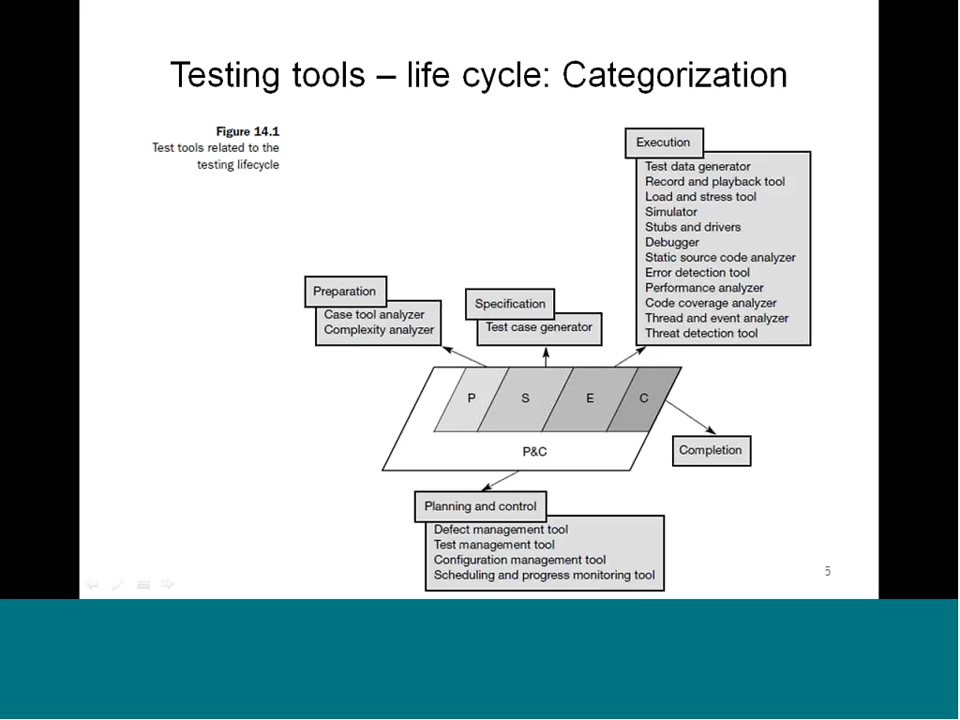 Testing tools – life cycle: Categorization
Figure 14.1
Test tools related to the
testing lifecycle
Execution
Test data generator
Record and playback tool
Load and stress tool
Simulator
Stubs and drivers
Debugger
Static source code analyzer
Error detection tool
Performance analyzer
Code coverage analyzer
Thread and event analyzer
Threat detection tool
Preparation
Case tool analyzer
Complexity analyzer
Specification
Test case generator
P S E C
P&C
Completion
Planning and control
Defect management tool
Test management tool
Configuration management tool
Scheduling and progress monitoring tool
5